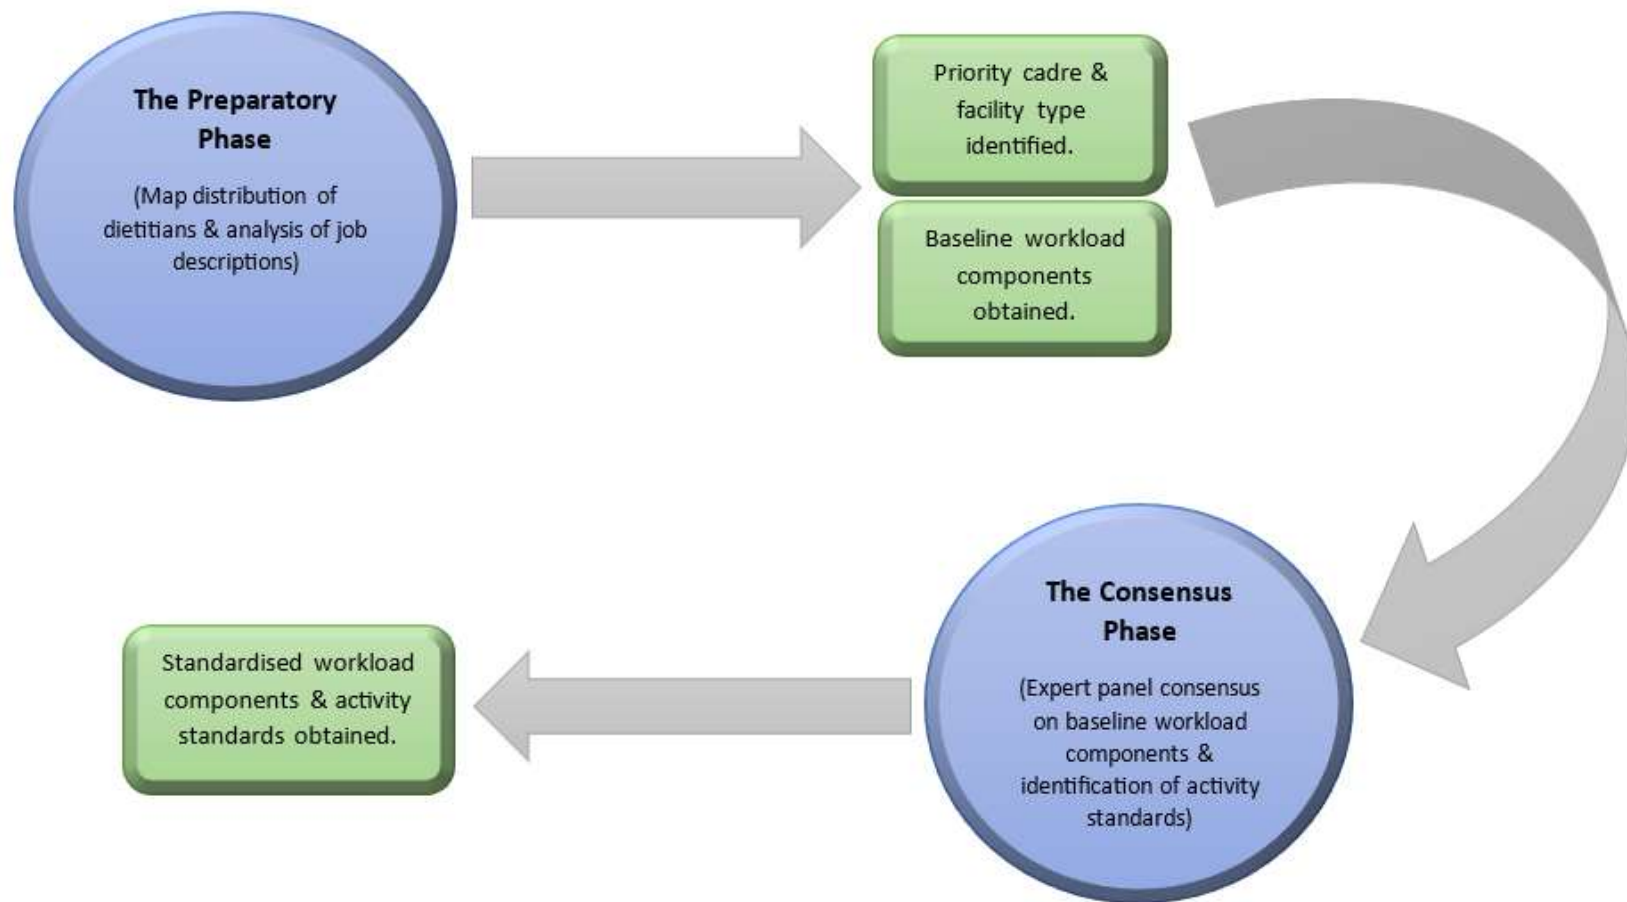 The Preparatory
Phase
(Map distribution of
dietitians & analysis of job
descriptions)
Priority cadre &
facility type
identified.
Baseline workload
components
obtained.
The Consensus
Phase
(Expert panel consensus
on baseline workload
components &
identification of activity
standards)
Standardised workload
components & activity
standards obtained.